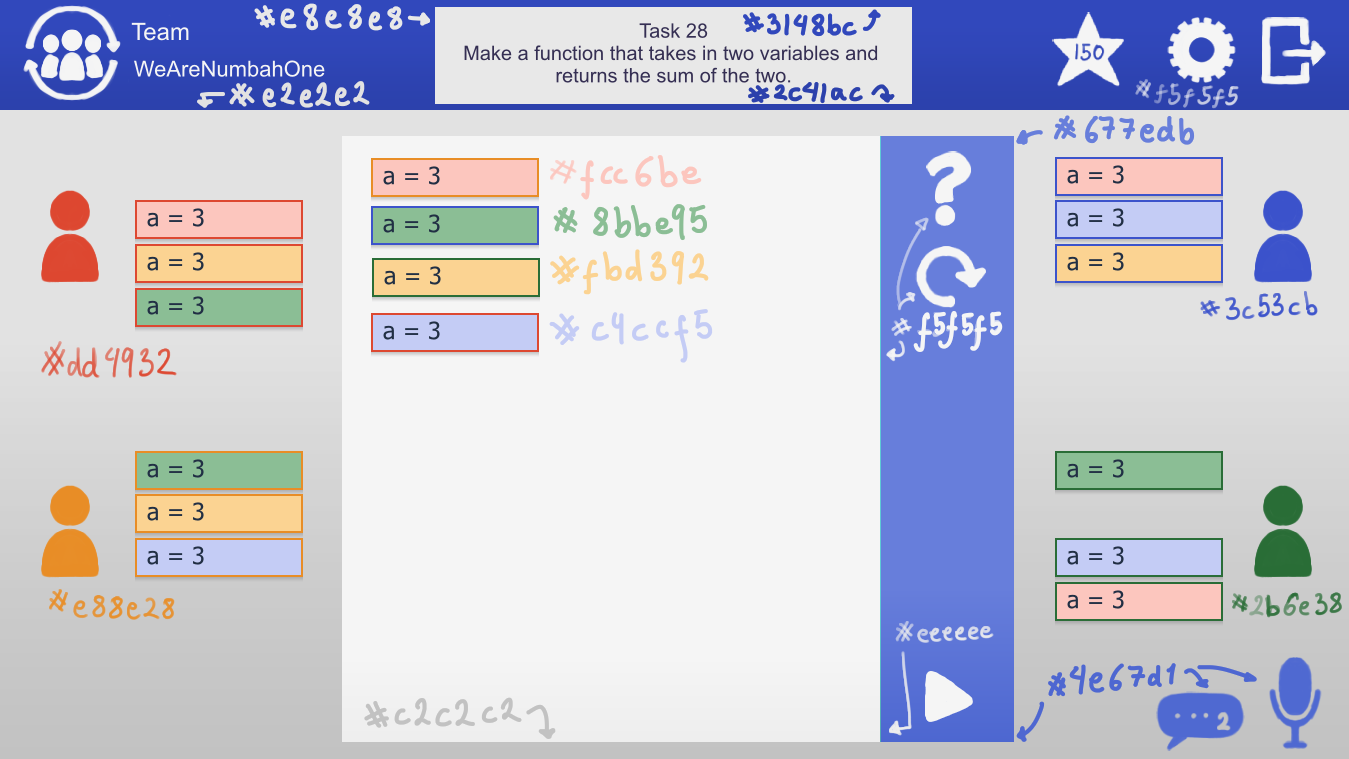 Team
WeAreNumbahOne
#e8e8e8
#e2e2e2
Task 28
#3148bc
Make a function that takes in two variables and
returns the sum of the two.
#2c41ac
150
#f5f5f5
#677edb
a = 3
a = 3
a = 3
#dd4932
a = 3
a = 3
a = 3
#e88e28
a = 3 #fcc6be
a = 3 #8bbe95
a = 3 #fbd392
a = 3 #c4ccf5
#c2c2c2
?
#f5f5f5
#eeeeee
a = 3
a = 3
a = 3
#3c53cb
a = 3
a = 3
a = 3
#2b6e38
#4e67d1
...2